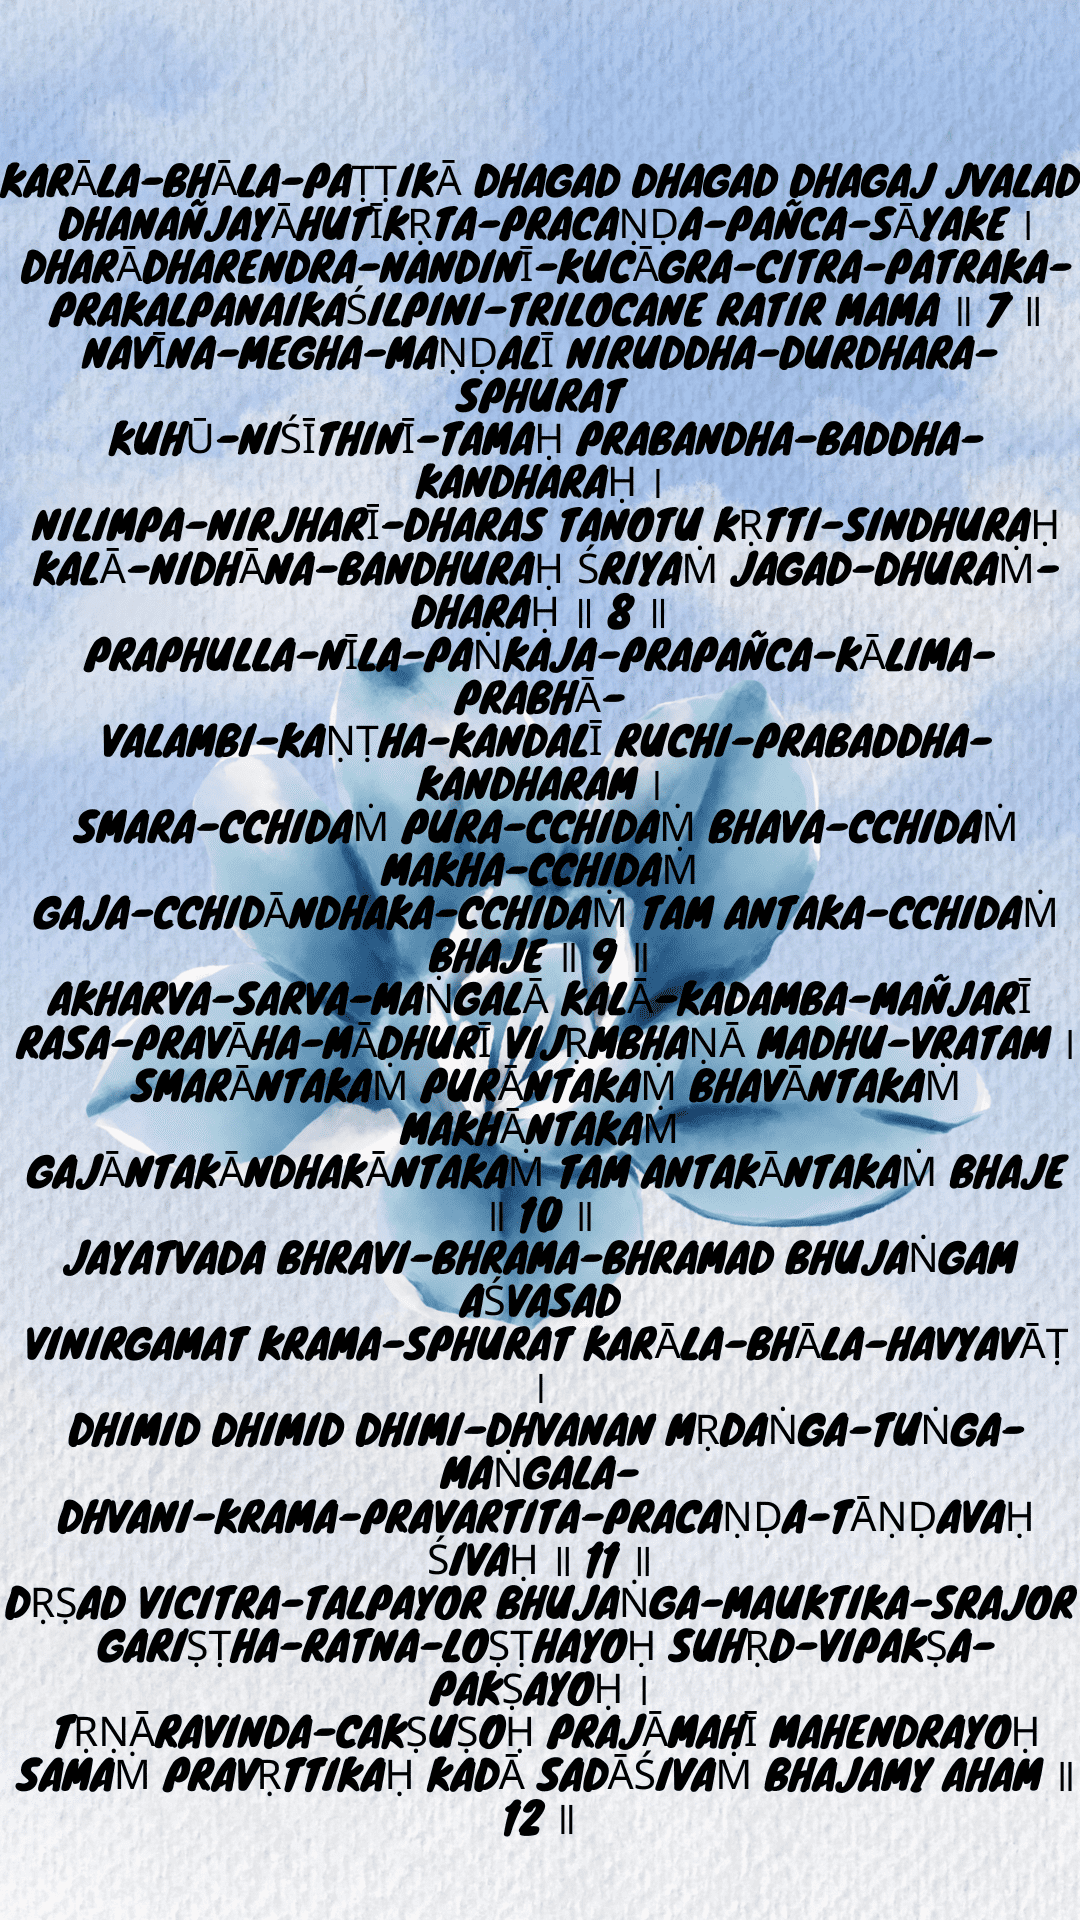 KARĀLA-BHĀLA-PAṬṬIKĀ DHAGAD DHAGAD DHAGAJ JVALAD
DHANAÑJAYĀHUTĪKṚTA-PRACAṆḌA-PAÑCA-SĀYAKE ।
DHARĀDHARENDRA-NANDINĪ-KUCĀGRA-CITRA-PATRAKA-
PRAKALPANAIKAŚILPINI-TRILOCANE RATIR MAMA ॥ 7 ॥
NAVĪNA-MEGHA-MAṆḌALĪ NIRUDDHA-DURDHARA-
SPHURAT
KUHŪ-NIŚĪTHINĪ-TAMAḤ PRABANDHA-BADDHA-
KANDHARAḤ ।
NILIMPA-NIRJHARĪ-DHARAS TANOTU KṚTTI-SINDHURAḤ
KALĀ-NIDHĀNA-BANDHURAḤ ŚRIYAṀ JAGAD-DHURAṀ-
DHARAḤ ॥ 8 ॥
PRAPHULLA-NĪLA-PAṄKAJA-PRAPAÑCA-KĀLIMA-
PRABHĀ-
VALAMBI-KAṆṬHA-KANDALĪ RUCHI-PRABADDHA-
KANDHARAM ।
SMARA-CCHIDAṀ PURA-CCHIDAṀ BHAVA-CCHIDAṀ
MAKHA-CCHIDAṀ
GAJA-CCHIDĀNDHAKA-CCHIDAṀ TAM ANTAKA-CCHIDAṀ
BHAJE ॥ 9 ॥
AKHARVA-SARVA-MAṄGALĀ KALĀ-KADAMBA-MAÑJARĪ
RASA-PRAVĀHA-MĀDHURĪ VIJṚMBHAṆĀ MADHU-VRATAM ।
SMARĀNTAKAṀ PURĀNTAKAṀ BHAVĀNTAKAṀ
MAKHĀNTAKAṀ
GAJĀNTAKĀNDHAKĀNTAKAṀ TAM ANTAKĀNTAKAṀ BHAJE
॥ 10 ॥
JAYATVADA BHRAVI-BHRAMA-BHRAMAD BHUJAṄGAM
AŚVASAD
VINIRGAMAT KRAMA-SPHURAT KARĀLA-BHĀLA-HAVYAVĀṬ
।
DHIMID DHIMID DHIMI-DHVANAN MṚDAṄGA-TUṄGA-
MAṄGALA-
DHVANI-KRAMA-PRAVARTITA-PRACAṆḌA-TĀṆḌAVAḤ
ŚIVAḤ ॥ 11 ॥
DṚṢAD VICITRA-TALPAYOR BHUJAṄGA-MAUKTIKA-SRAJOR
GARIṢṬHA-RATNA-LOṢṬHAYOḤ SUHṚD-VIPAKṢA-
PAKṢAYOḤ ।
TṚṆĀRAVINDA-CAKṢUṢOḤ PRAJĀMAHĪ MAHENDRAYOḤ
SAMAṀ PRAVṚTTIKAḤ KADĀ SADĀŚIVAṀ BHAJAMY AHAM ॥
12 ॥